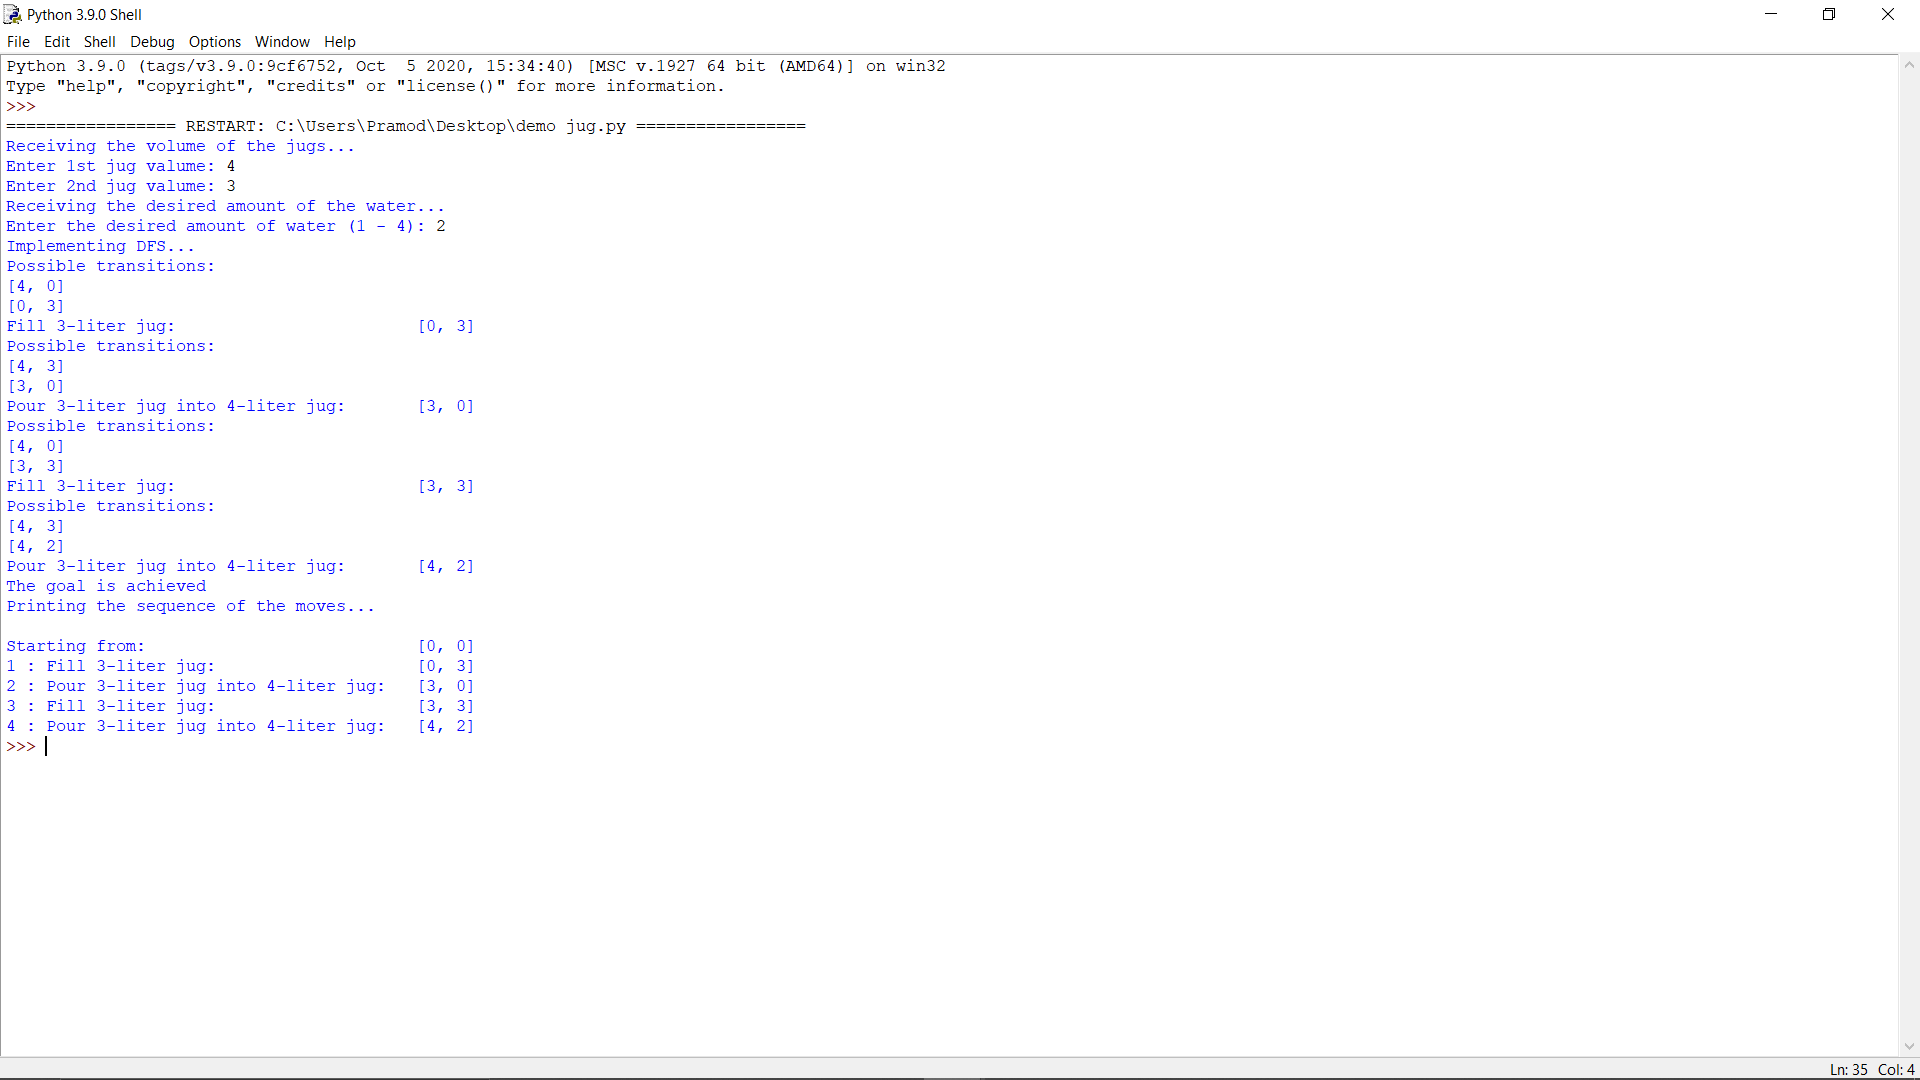 Python 3.9.0 Shell
File Edit Shell Debug Options Window Help
Python 3.9.0 (tags/v3.9.0:9cf6752, Oct  5 2020, 15:34:40) [MSC v.1927 64 bit (AMD64)] on win32
Type "help", "copyright", "credits" or "license()" for more information.
>>>
================= RESTART: C:\Users\Pramod\Desktop\demo jug.py =================
Receiving the volume of the jugs...
Enter 1st jug valume: 4
Enter 2nd jug valume: 3
Receiving the desired amount of the water...
Enter the desired amount of water (1 - 4): 2
Implementing DFS...
Possible transitions:
[4, 0]
[0, 3]
Fill 3-liter jug: [0, 3]
Possible transitions:
[4, 3]
[3, 0]
Pour 3-liter jug into 4-liter jug: [3, 0]
Possible transitions:
[4, 0]
[3, 3]
Fill 3-liter jug: [3, 3]
Possible transitions:
[4, 3]
[4, 2]
Pour 3-liter jug into 4-liter jug: [4, 2]
The goal is achieved
Printing the sequence of the moves...
Starting from: [0, 0]
1 : Fill 3-liter jug: [0, 3]
2 : Pour 3-liter jug into 4-liter jug: [3, 0]
3 : Fill 3-liter jug: [3, 3]
4 : Pour 3-liter jug into 4-liter jug: [4, 2]
>>>
Ln: 35 Col: 4